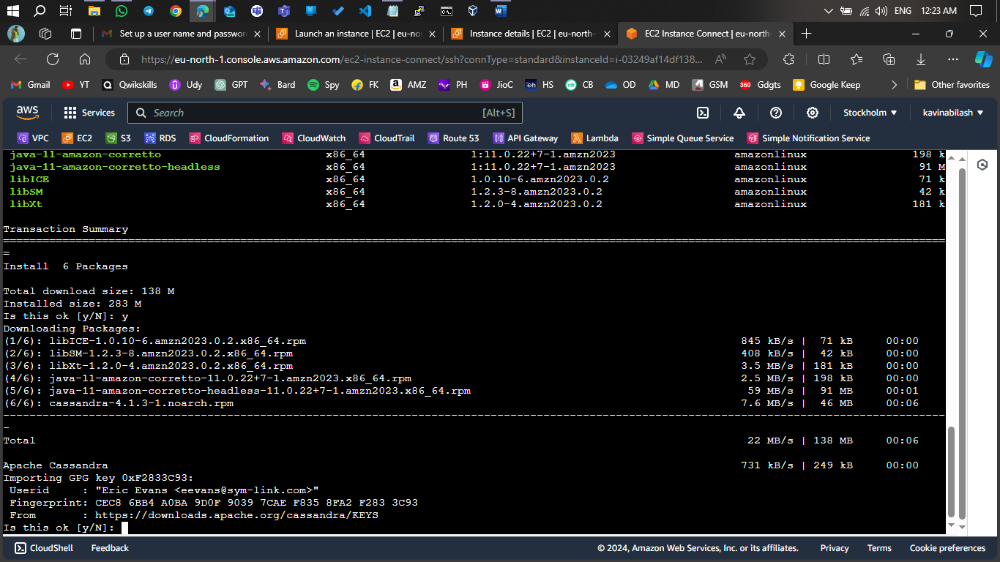 ENG 12:23 AM
Set up a user name and passwor
Launch an instance | EC2 | eu-no
Instance details | EC2 | eu-north-
EC2 Instance Connect | eu-north-
https://eu-north-1.console.aws.amazon.com/ec2-instance-connect/ssh?connType=standard&instanceId=i-03249af14df138...
Gmail YT Qwikskills Udy GPT Bard Spy FK AMZ PH JioC HS CB OD MD GSM Gdgts Google Keep Other favorites
aws Services Search [Alt+S] Stockholm kavinabilash
VPC EC2 S3 RDS CloudFormation CloudWatch CloudTrail Route 53 API Gateway Lambda Simple Queue Service Simple Notification Service
java-11-amazon-corretto x86_64 1:11.0.22+7-1.amzn2023 amazonlinux 198 k
java-11-amazon-corretto-headless x86_64 1:11.0.22+7-1.amzn2023 amazonlinux 91 M
libICE x86_64 1.0.10-6.amzn2023.0.2 amazonlinux 71 k
libSM x86_64 1.2.3-8.amzn2023.0.2 amazonlinux 42 k
libXt x86_64 1.2.0-4.amzn2023.0.2 amazonlinux 181 k
Transaction Summary
Install 6 Packages
Total download size: 138 M
Installed size: 283 M
Is this ok [y/N]: y
Downloading Packages:
(1/6): libICE-1.0.10-6.amzn2023.0.2.x86_64.rpm 845 kB/s | 71 kB 00:00
(2/6): libSM-1.2.3-8.amzn2023.0.2.x86_64.rpm 408 kB/s | 42 kB 00:00
(3/6): libXt-1.2.0-4.amzn2023.0.2.x86_64.rpm 3.5 MB/s | 181 kB 00:00
(4/6): java-11-amazon-corretto-11.0.22+7-1.amzn2023.x86_64.rpm 2.5 MB/s | 198 kB 00:00
(5/6): java-11-amazon-corretto-headless-11.0.22+7-1.amzn2023.x86_64.rpm 59 MB/s | 91 MB 00:01
(6/6): cassandra-4.1.3-1.noarch.rpm 7.6 MB/s | 46 MB 00:06
Total 22 MB/s | 138 MB 00:06
Apache Cassandra 731 kB/s | 249 kB 00:00
Importing GPG key 0xF2833C93:
Userid : "Eric Evans <eevans@sym-link.com>"
Fingerprint: CEC8 6BB4 A0BA 9D0F 9039 7CAE F835 8FA2 F283 3C93
From : https://downloads.apache.org/cassandra/KEYS
Is this ok [y/N]:
CloudShell Feedback © 2024, Amazon Web Services, Inc. or its affiliates. Privacy Terms Cookie preferences